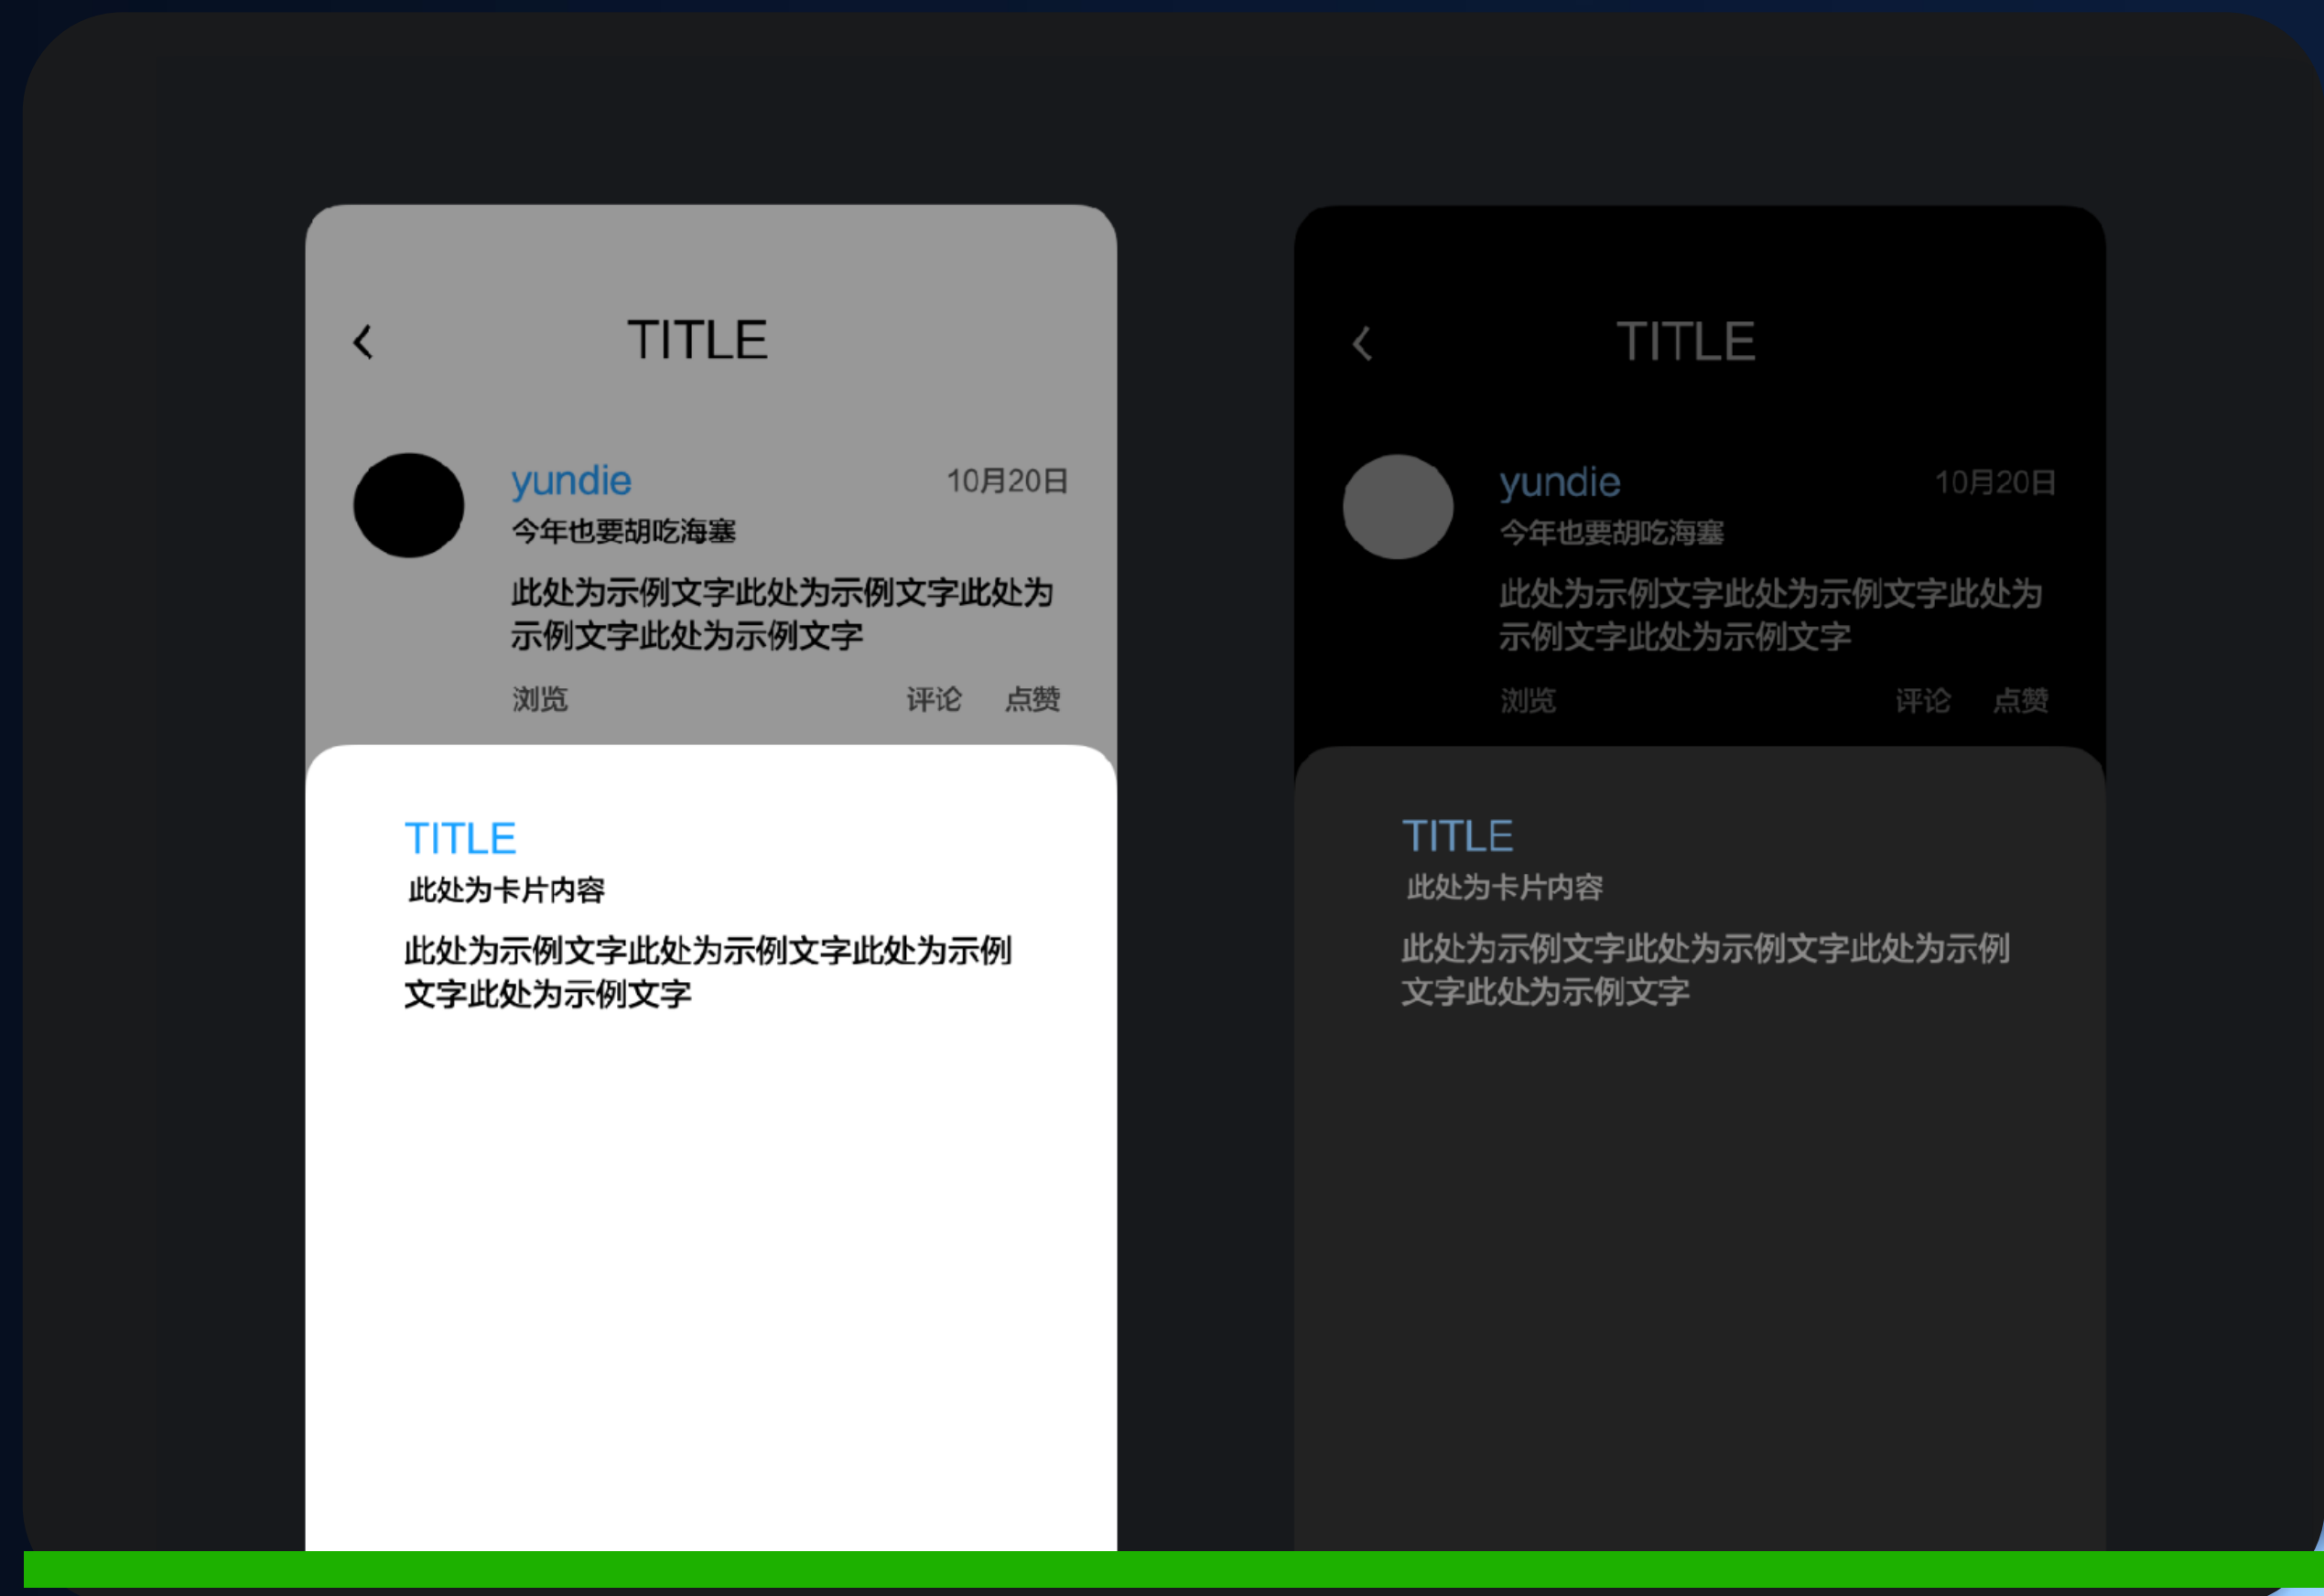 TITLE
yundie
10月20日
今年也要胡吃海塞
此处为示例文字此处为示例文字此处为
示例文字此处为示例文字
浏览
评论
点赞
TITLE
此处为卡片内容
此处为示例文字此处为示例文字此处为示例
文字此处为示例文字
TITLE
yundie
10月20日
今年也要胡吃海塞
此处为示例文字此处为示例文字此处为
示例文字此处为示例文字
浏览
评论
点赞
TITLE
此处为卡片内容
此处为示例文字此处为示例文字此处为示例
文字此处为示例文字